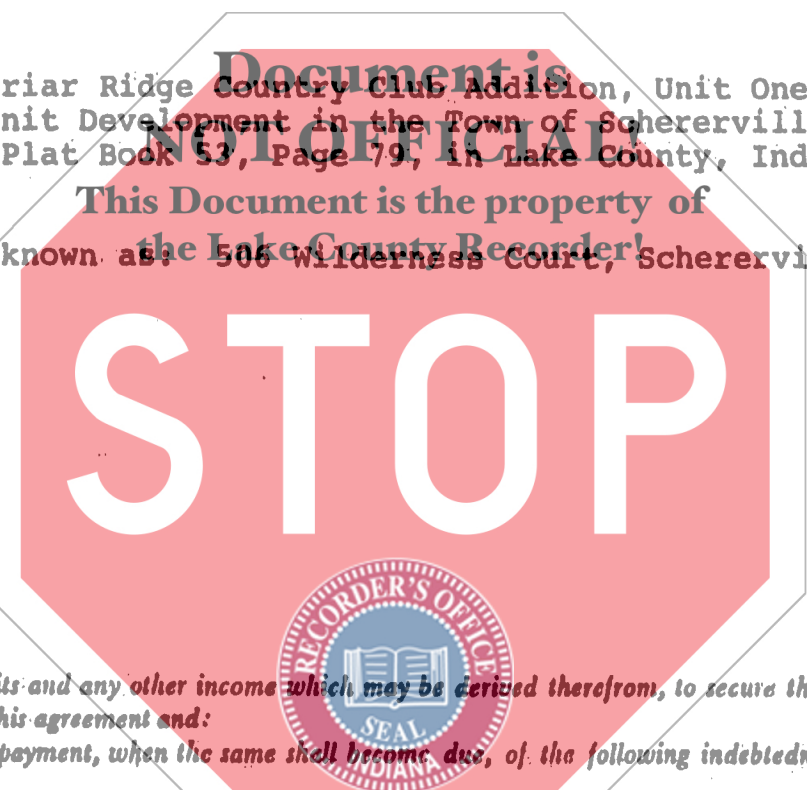 Document is
riar Ridge Country Club Addition, Unit One
nit Development in the Town of Scherervill
NOT OFFICIAL!
Plat Book 53, Page 79, in Lake County, Ind
This Document is the property of
the Lake County Recorder!
known as: 506 Wilderness Court, Scherervi
STOP
RECORDER'S OFFICE
SEAL
INDIANA
its and any other income which may be derived therefrom, to secure th
his agreement and:
payment, when the same shall become due, of the following indebtedn